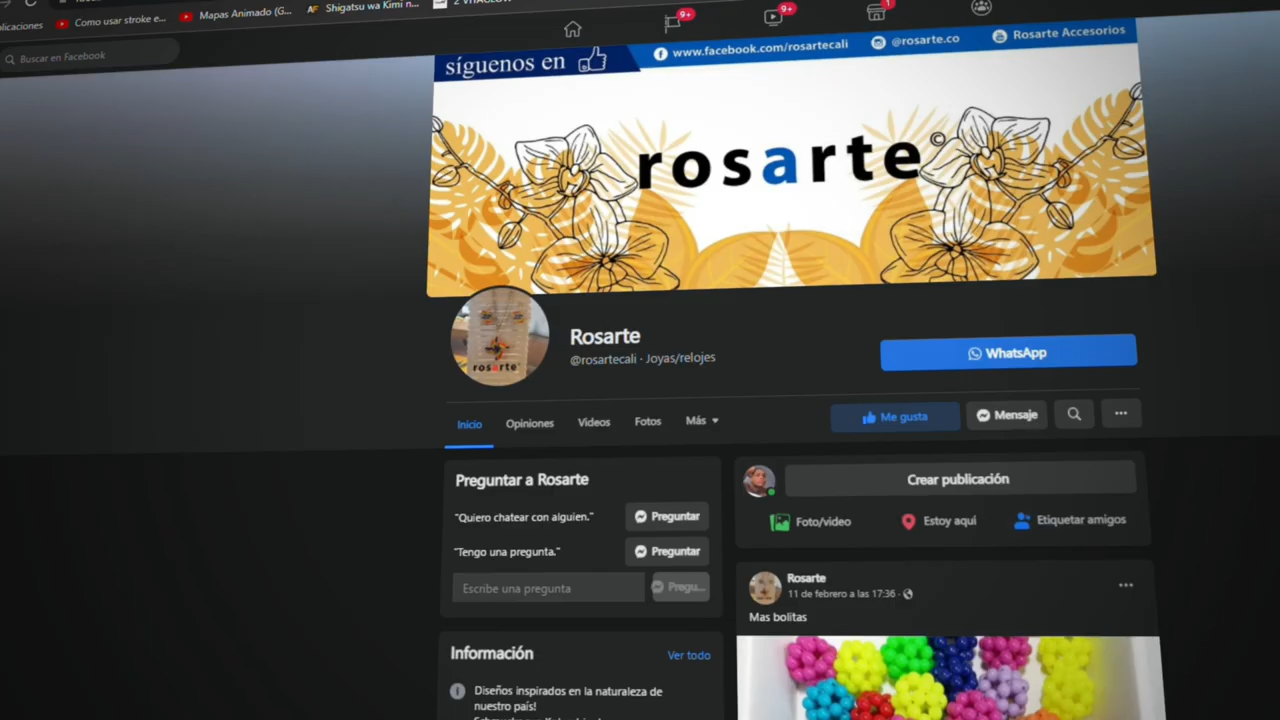 Como usar stroke e...
Mapas Animado (G...
Shigatsu wa Kimi n...
Buscar en Facebook
9+
9+
1
síguenos en
www.facebook.com/rosartecali
@rosarte.co
Rosarte Accesorios
rosarte©
rosarte
Rosarte
@rosartecali · Joyas/relojes
WhatsApp
Inicio
Opiniones
Videos
Fotos
Más
Me gusta
Mensaje
Preguntar a Rosarte
"Quiero chatear con alguien."
Preguntar
"Tengo una pregunta."
Preguntar
Escribe una pregunta
Pregu...
Información
Ver todo
Diseños inspirados en la naturaleza de
nuestro país!
Crear publicación
Foto/video
Estoy aquí
Etiquetar amigos
Rosarte
11 de febrero a las 17:36 ·
Mas bolitas